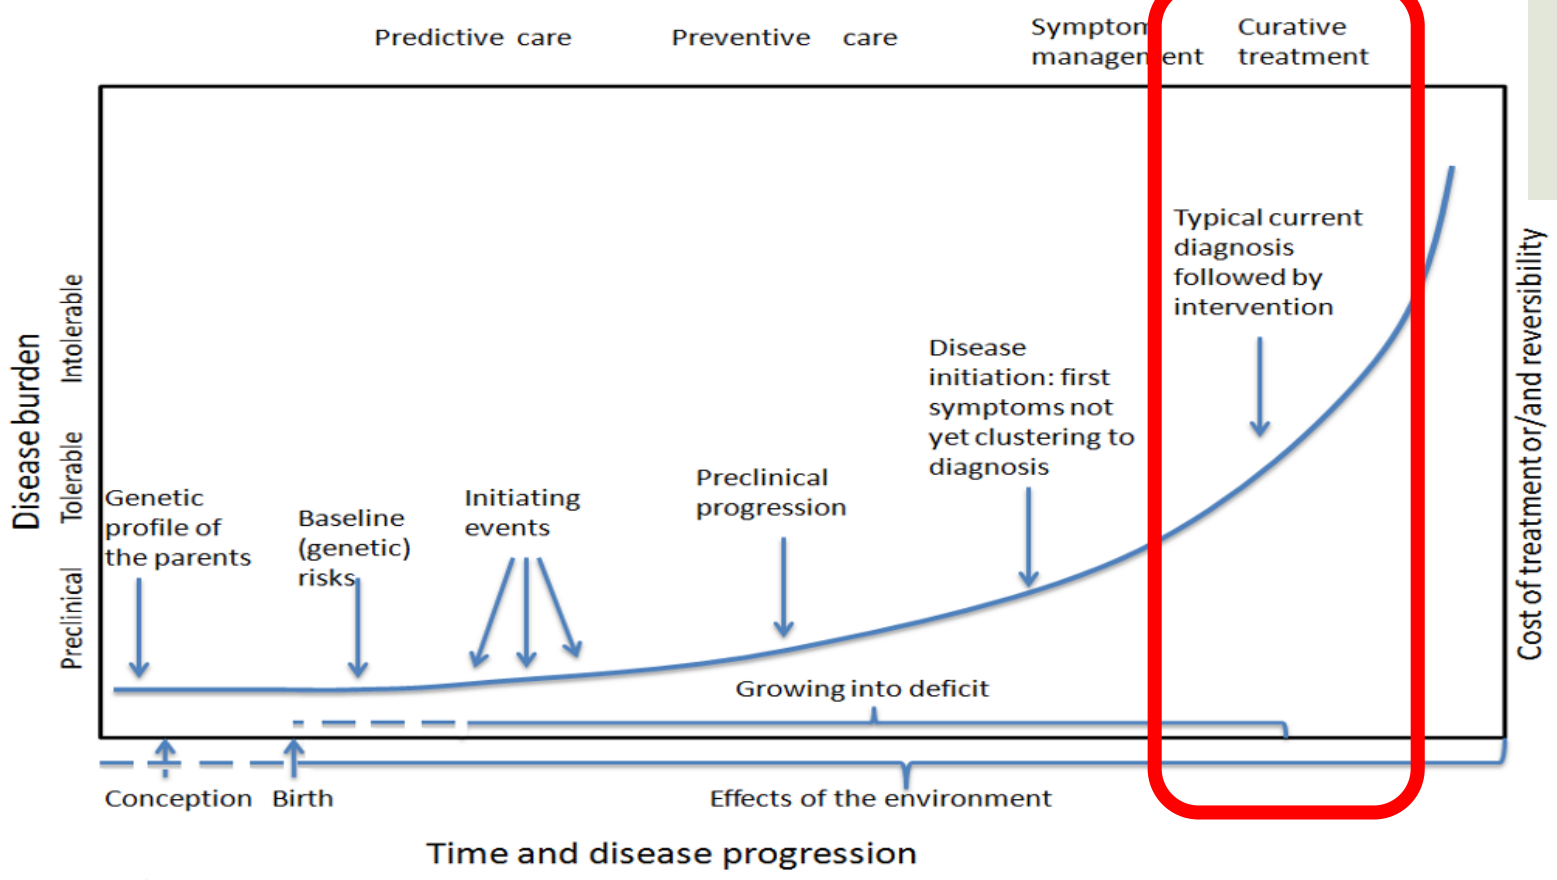 Predictive care
Preventive care
Symptom
management
Curative
treatment
Disease burden
Preclinical
Tolerable
Intolerable
Genetic
profile of
the parents
Baseline
(genetic)
risks
Initiating
events
Preclinical
progression
Disease
initiation: first
symptoms not
yet clustering to
diagnosis
Typical current
diagnosis
followed by
intervention
Cost of treatment or/and reversibility
Growing into deficit
Conception
Birth
Effects of the environment
Time and disease progression